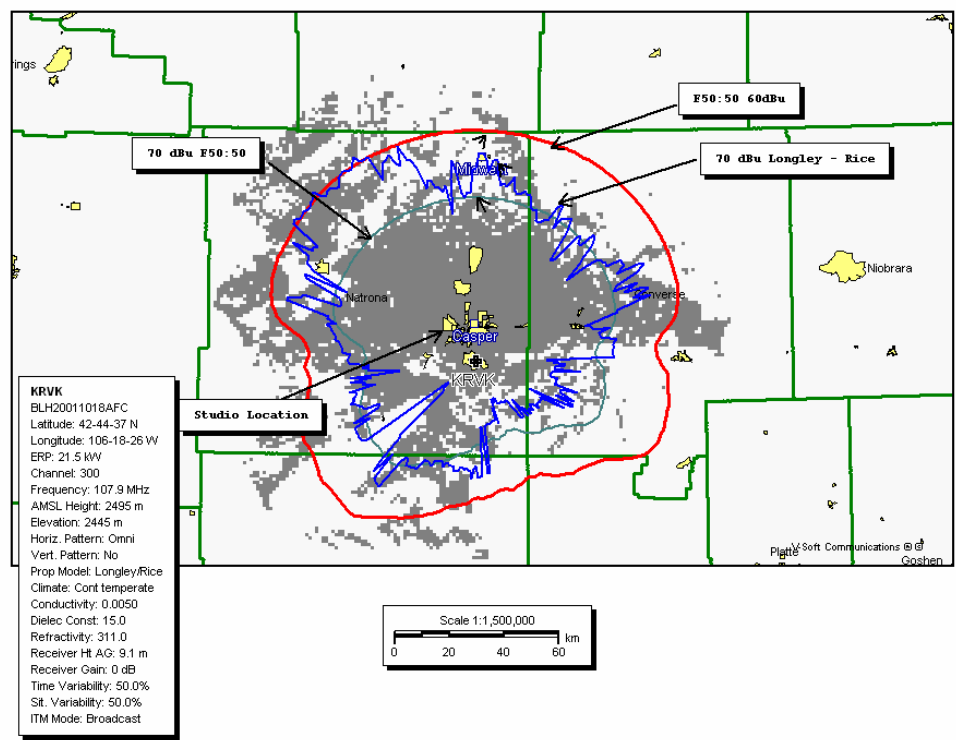 ings
F50:50 60dBu
70 dBu F50:50
70 dBu Longley - Rice
Niobrara
Natrona
Casper
KRVK
Studio Location
V-Soft Communications ® ©
Platte
Goshen
KRVK
BLH20011018AFC
Latitude: 42-44-37 N
Longitude: 106-18-26 W
ERP: 21.5 kW
Channel: 300
Frequency: 107.9 MHz
AMSL Height: 2495 m
Elevation: 2445 m
Horiz. Pattern: Omni
Vert. Pattern: No
Prop Model: Longley/Rice
Climate: Cont temperate
Conductivity: 0.0050
Dielec Const: 15.0
Refractivity: 311.0
Receiver Ht AG: 9.1 m
Receiver Gain: 0 dB
Time Variability: 50.0%
Sit. Variability: 50.0%
ITM Mode: Broadcast
Scale 1:1,500,000
km
0 20 40 60